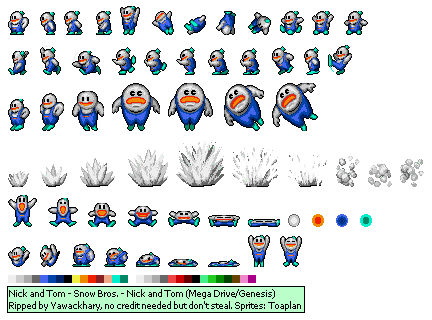 Nick and Tom - Snow Bros. - Nick and Tom (Mega Drive/Genesis)
Ripped by Yawackhary, no credit needed but don't steal. Sprites: Toaplan